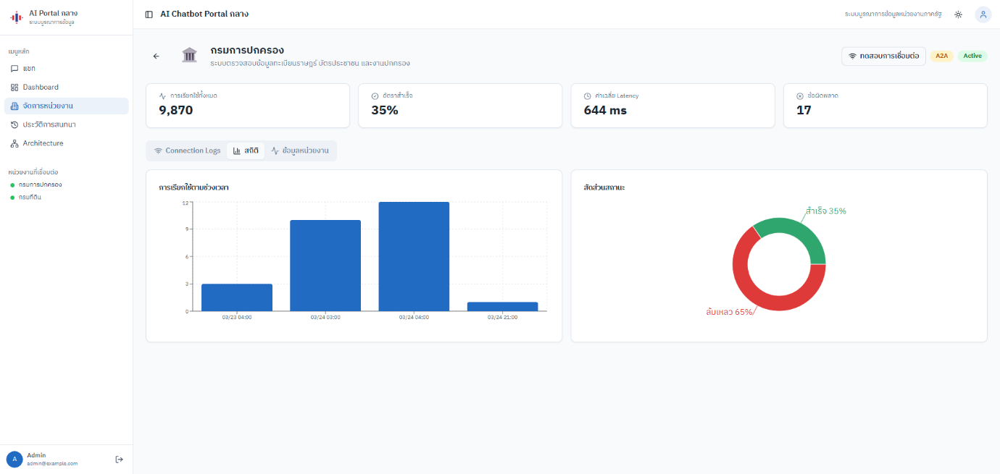 AI Portal กลาง
ระบบบูรณาการข้อมูล
เมนูหลัก
แชท
Dashboard
จัดการหน่วยงาน
ประวัติการสนทนา
Architecture
หน่วยงานที่เชื่อมต่อ
กรมการปกครอง
กรมที่ดิน
A
Admin
admin@example.com
AI Chatbot Portal กลาง
ระบบบูรณาการข้อมูลหน่วยงานภาครัฐ
กรมการปกครอง
ระบบตรวจสอบข้อมูลทะเบียนราษฎร์ บัตรประชาชน และงานปกครอง
ทดสอบการเชื่อมต่อ
A2A
Active
การเรียกใช้ทั้งหมด
9,870
อัตราสำเร็จ
35%
ค่าเฉลี่ย Latency
644 ms
ข้อผิดพลาด
17
Connection Logs
สถิติ
ข้อมูลหน่วยงาน
การเรียกใช้ตามช่วงเวลา
12
9
6
3
0
03/23 04:00
03/24 03:00
03/24 04:00
03/24 21:00
สัดส่วนสถานะ
สำเร็จ 35%
ล้มเหลว 65%